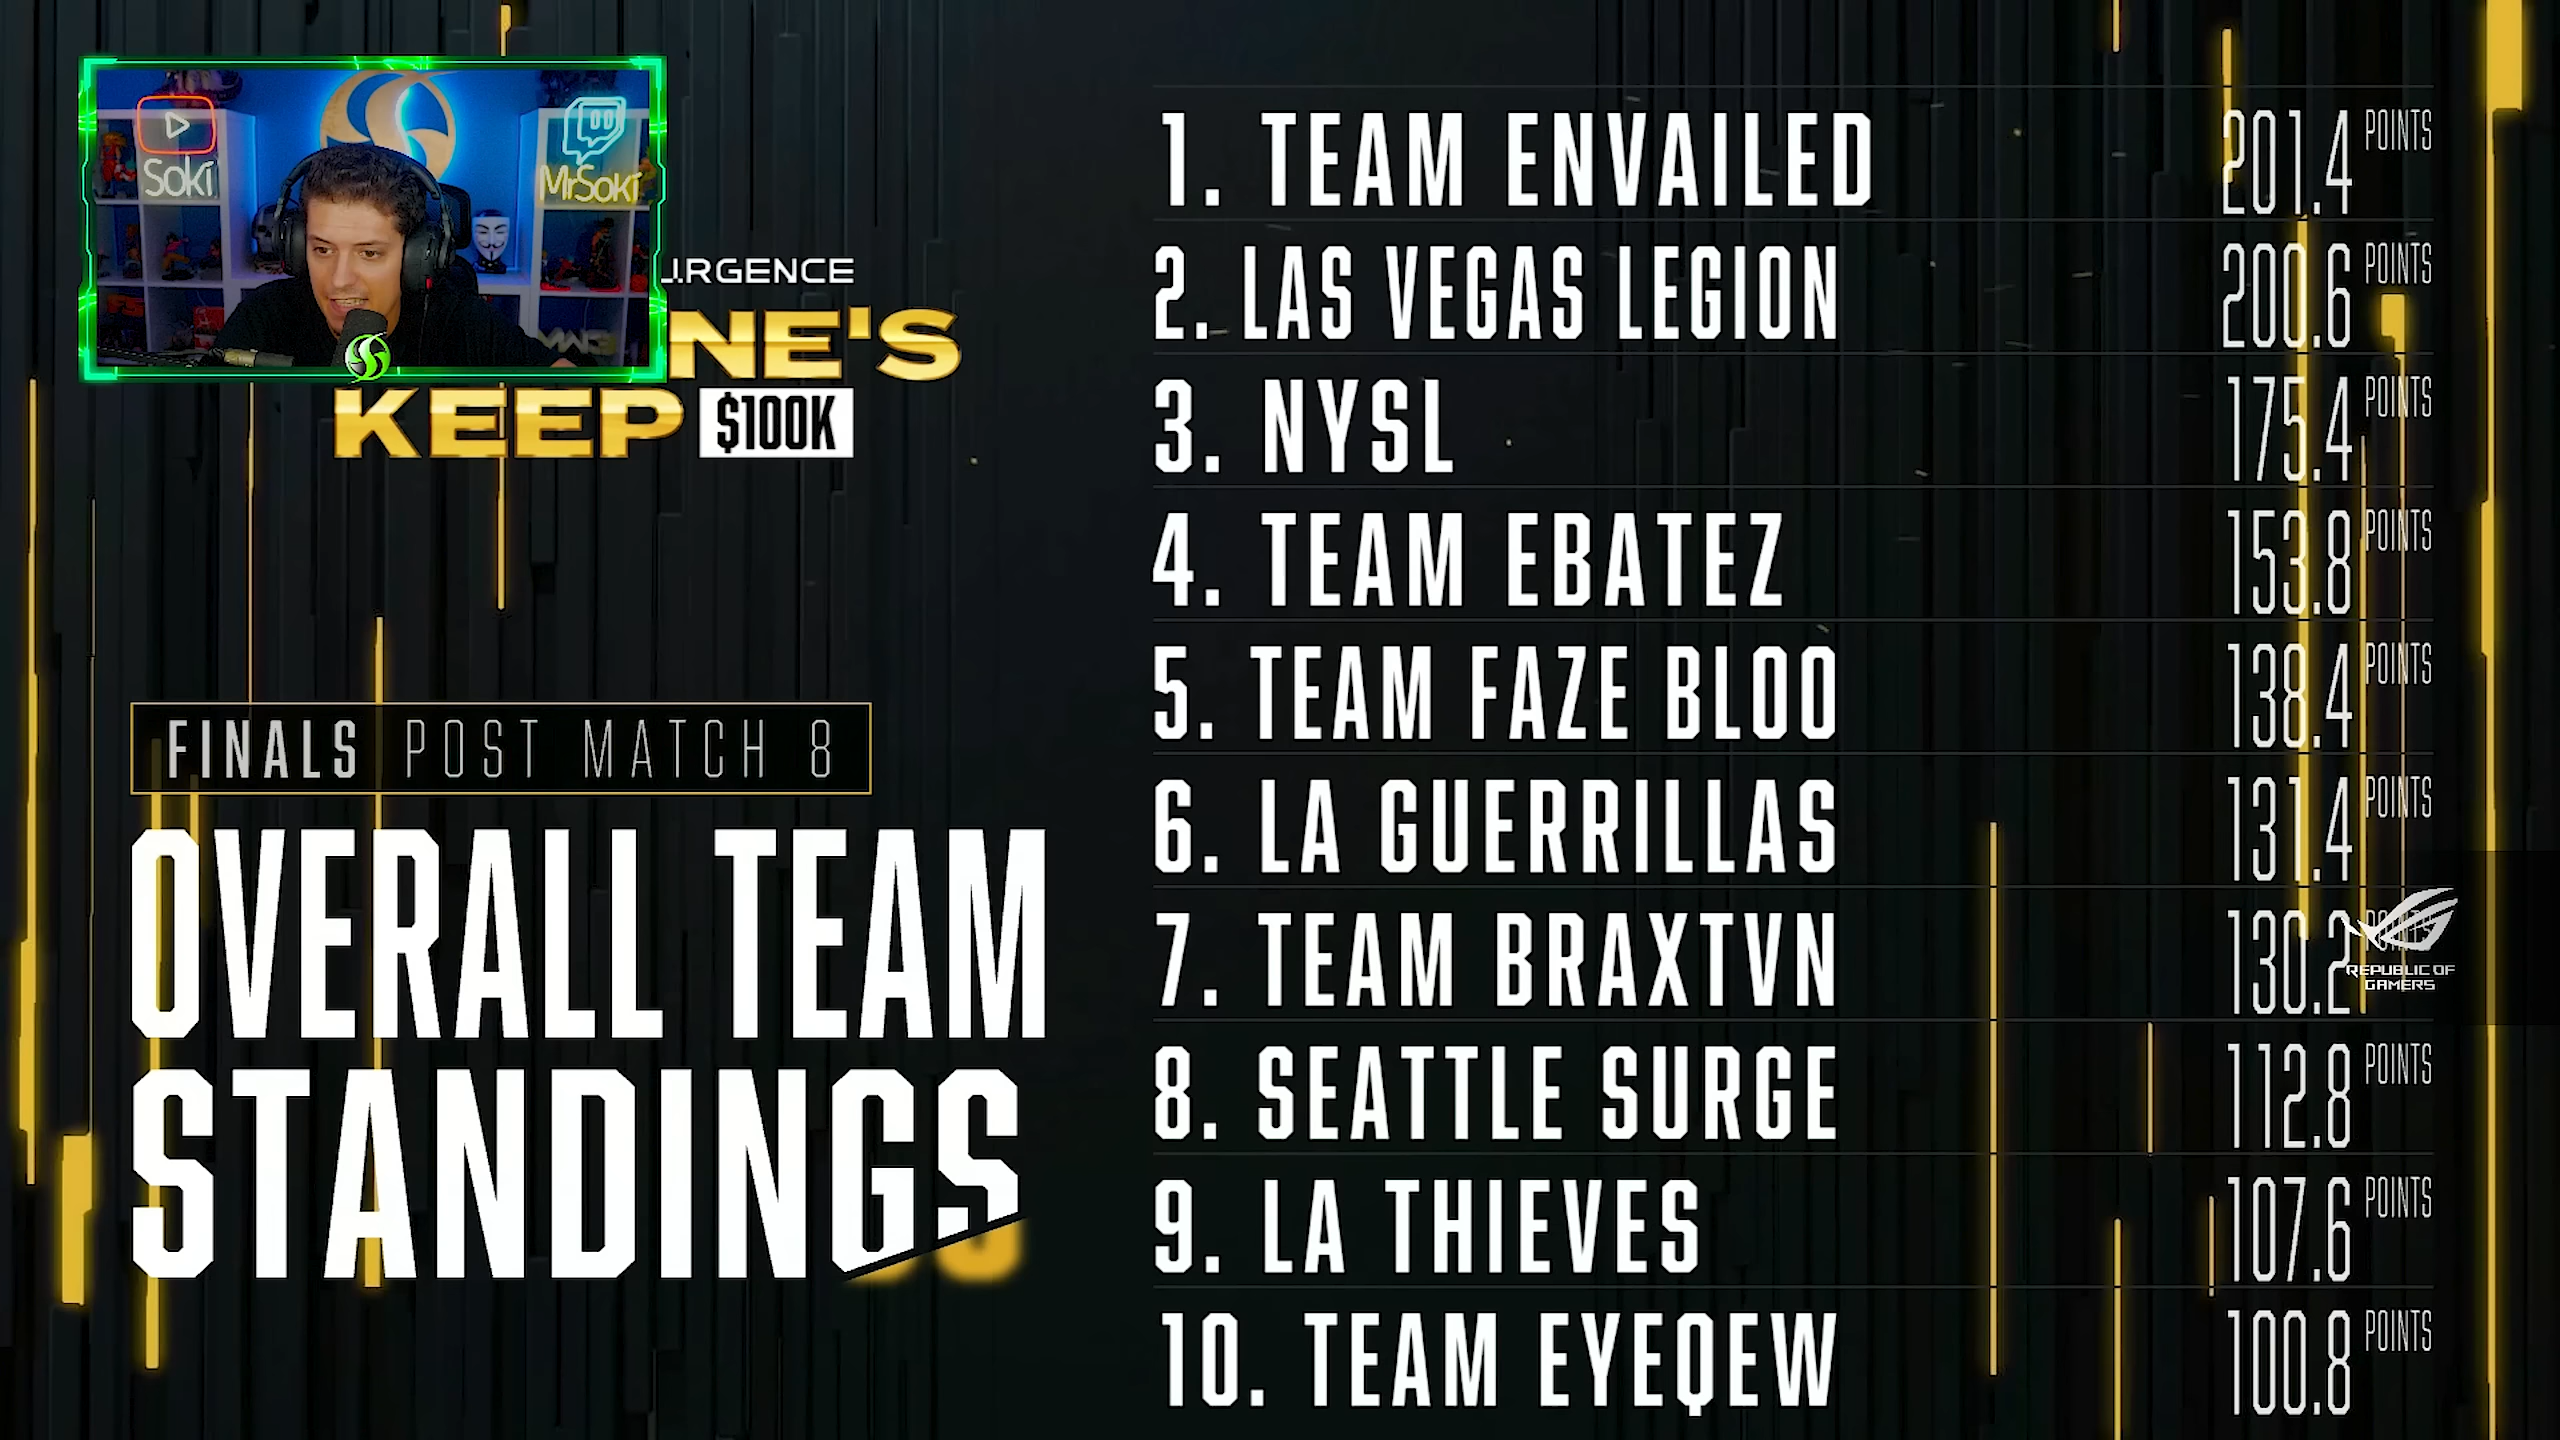 Soki
MrSoki
URGENCE
NE'S
KEEP $100K
FINALS POST MATCH 8
OVERALL TEAM
STANDINGS
1. TEAM ENVAILED 201.4 POINTS
2. LAS VEGAS LEGION 200.6 POINTS
3. NYSL 175.4 POINTS
4. TEAM EBATEZ 153.8 POINTS
5. TEAM FAZE BLOO 138.4 POINTS
6. LA GUERRILLAS 131.4 POINTS
7. TEAM BRAXTVN 130.2 POINTS
REPUBLIC OF
GAMERS
8. SEATTLE SURGE 112.8 POINTS
9. LA THIEVES 107.6 POINTS
10. TEAM EYEQEW 100.8 POINTS